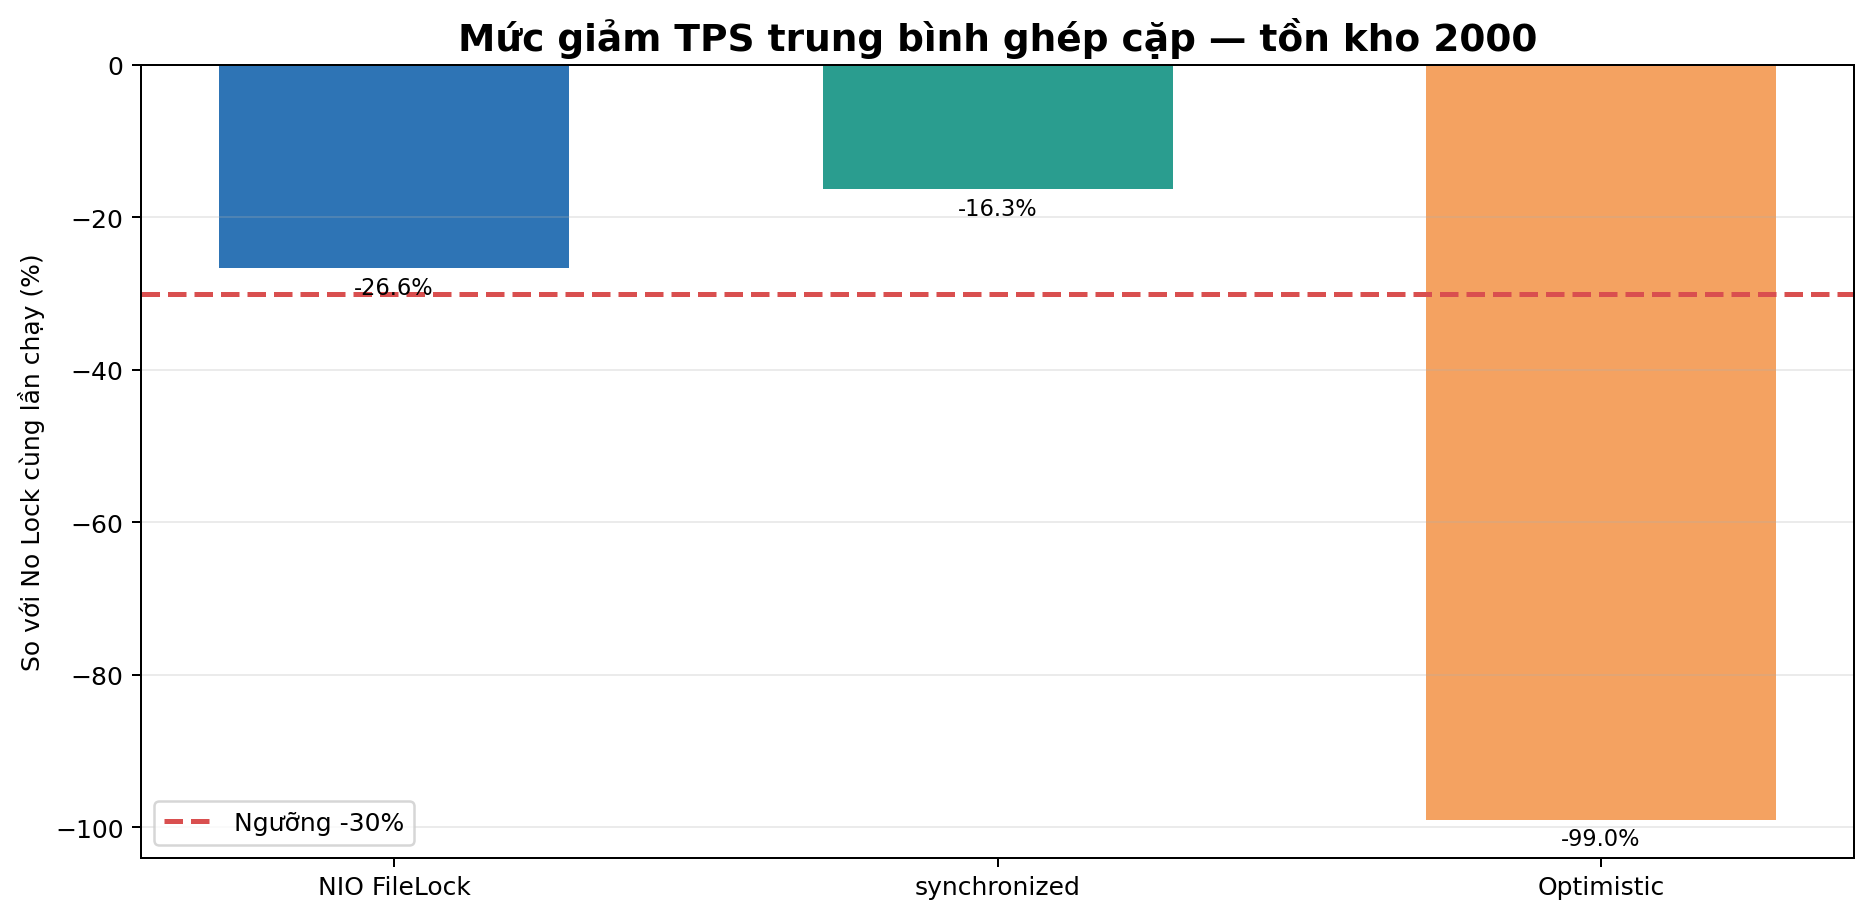 Mức giảm TPS trung bình ghép cặp — tồn kho 2000
So với No Lock cùng lần chạy (%)
0
−20
−40
−60
−80
−100
-26.6%
-16.3%
-99.0%
Ngưỡng -30%
NIO FileLock
synchronized
Optimistic